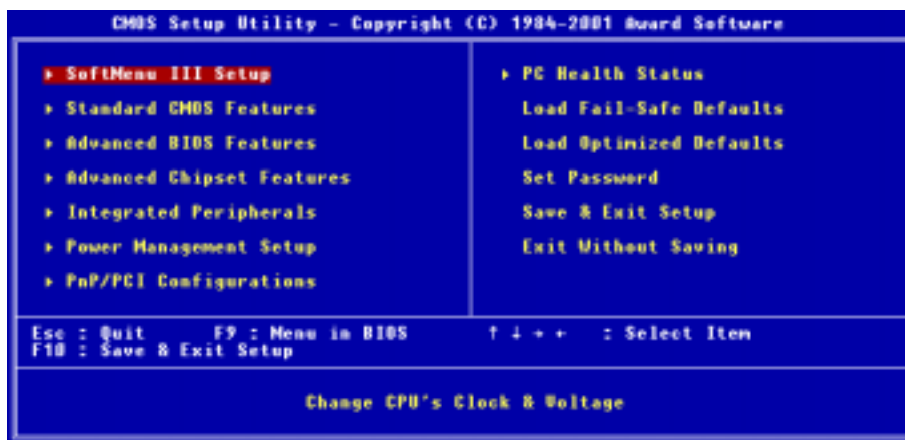 CMOS Setup Utility - Copyright (C) 1984-2001 Award Software
▸ SoftMenu III Setup
▸ Standard CMOS Features
▸ Advanced BIOS Features
▸ Advanced Chipset Features
▸ Integrated Peripherals
▸ Power Management Setup
▸ PnP/PCI Configurations
▸ PC Health Status
Load Fail-Safe Defaults
Load Optimized Defaults
Set Password
Save & Exit Setup
Exit Without Saving
Esc : Quit F9 : Menu in BIOS ↑ ↓ → ← : Select Item
F10 : Save & Exit Setup
Change CPU's Clock & Voltage